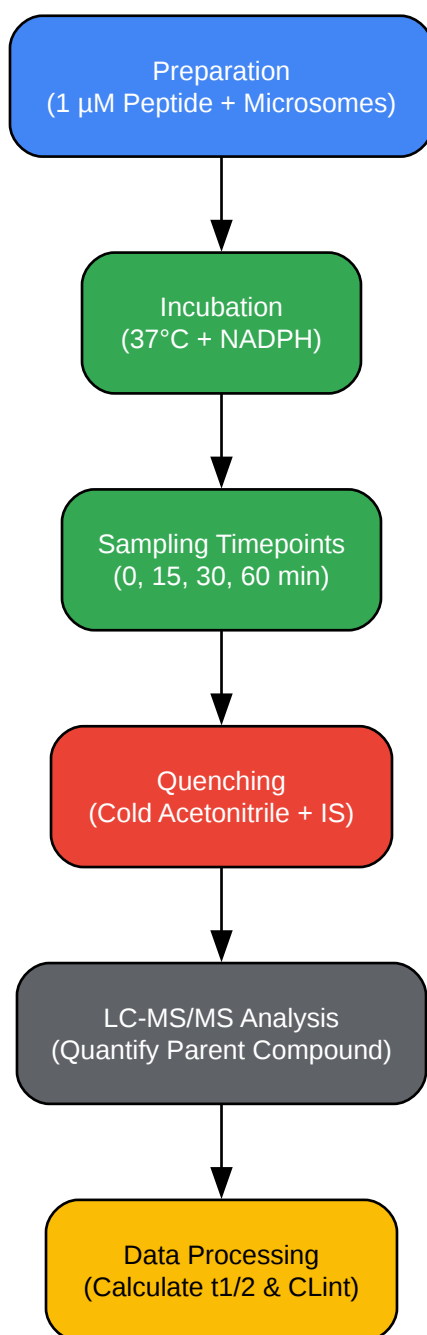 Preparation
(1 µM Peptide + Microsomes)
Incubation
(37°C + NADPH)
Sampling Timepoints
(0, 15, 30, 60 min)
Quenching
(Cold Acetonitrile + IS)
LC-MS/MS Analysis
(Quantify Parent Compound)
Data Processing
(Calculate t1/2 & CLint)